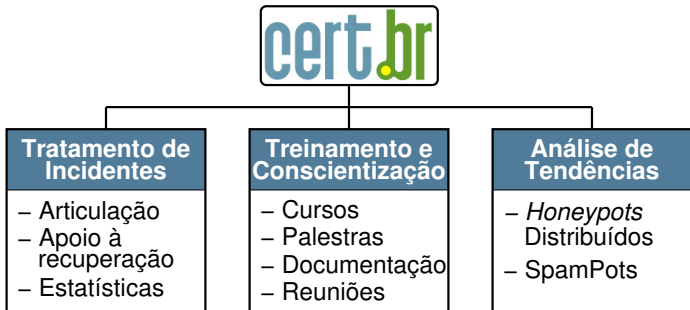 cert.br
Tratamento de
Incidentes
– Articulação
– Apoio à
recuperação
– Estatísticas
Treinamento e
Conscientização
– Cursos
– Palestras
– Documentação
– Reuniões
Análise de
Tendências
– Honeypots
Distribuídos
– SpamPots